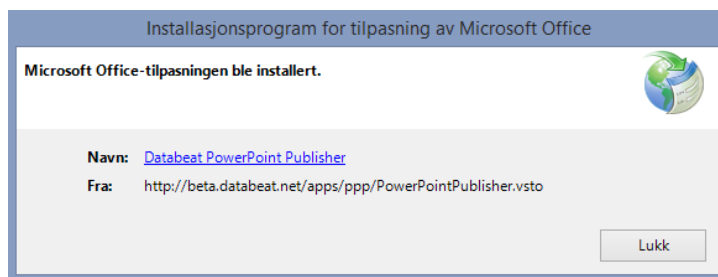 Installasjonsprogram for tilpasning av Microsoft Office
Microsoft Office-tilpasningen ble installert.
Navn: Databeat PowerPoint Publisher
Fra: http://beta.databeat.net/apps/ppp/PowerPointPublisher.vsto
Lukk